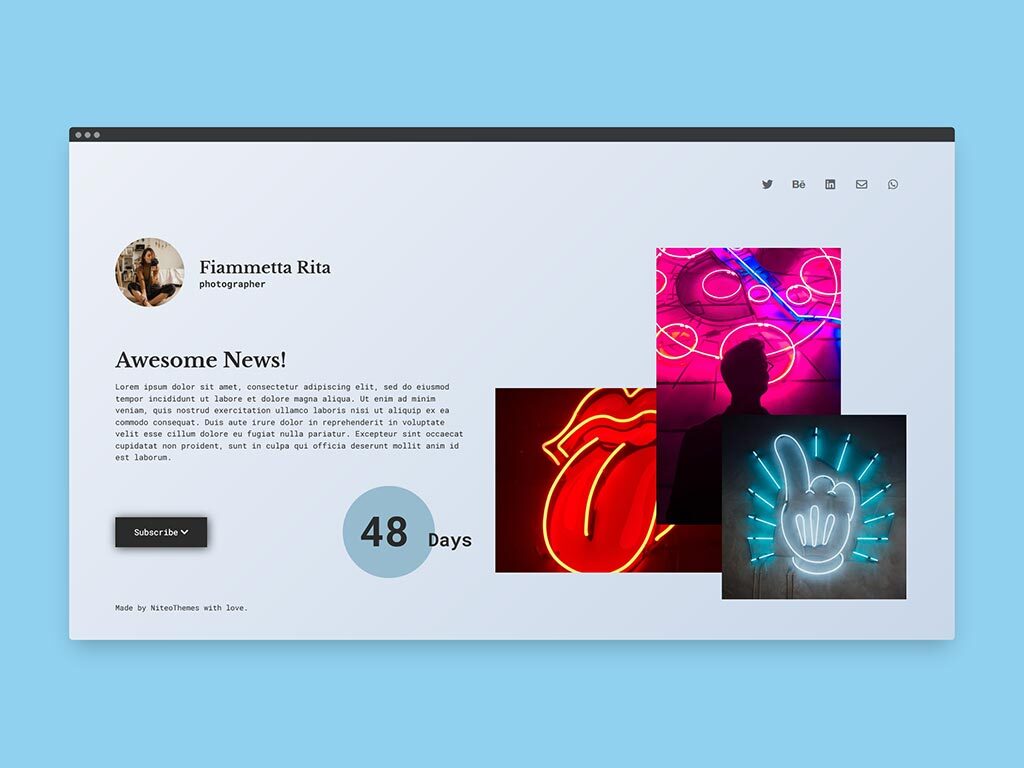 Bē
Fiammetta Rita
photographer
Awesome News!
Lorem ipsum dolor sit amet, consectetur adipiscing elit, sed do eiusmod
tempor incididunt ut labore et dolore magna aliqua. Ut enim ad minim
veniam, quis nostrud exercitation ullamco laboris nisi ut aliquip ex ea
commodo consequat. Duis aute irure dolor in reprehenderit in voluptate
velit esse cillum dolore eu fugiat nulla pariatur. Excepteur sint occaecat
cupidatat non proident, sunt in culpa qui officia deserunt mollit anim id
est laborum.
Subscribe
48 Days
Made by NiteoThemes with love.